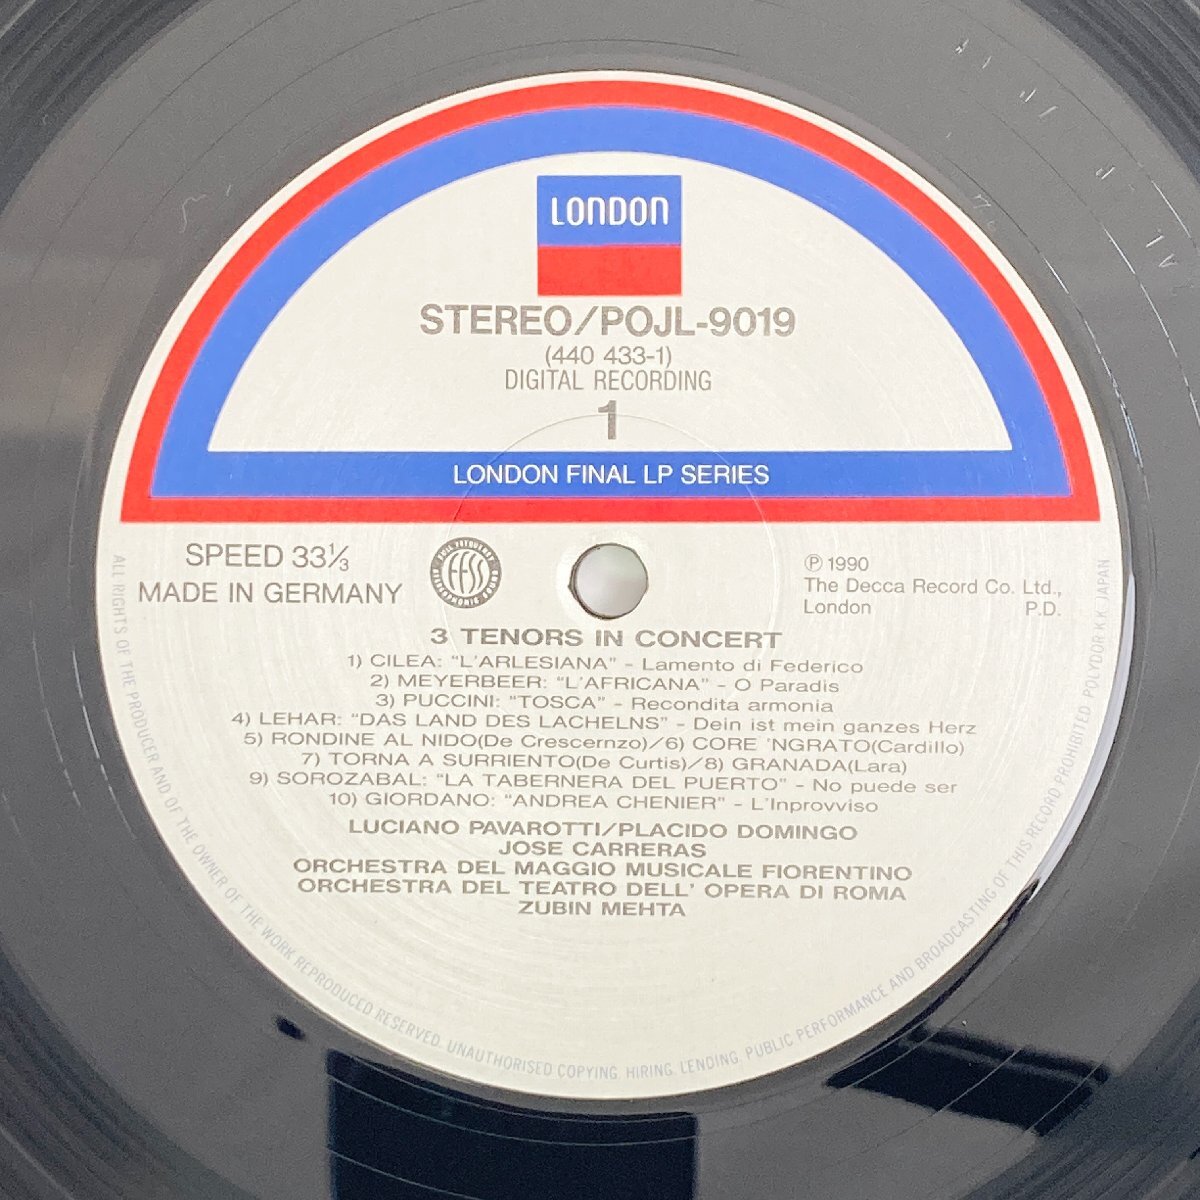 LONDON
STEREO/POJL-9019
(440 433-1)
DIGITAL RECORDING
1
LONDON FINAL LP SERIES
SPEED 33⅓
MADE IN GERMANY
EFSS
℗ 1990
The Decca Record Co. Ltd.,
London P.D.
3 TENORS IN CONCERT
1) CILEA: "L'ARLESIANA" - Lamento di Federico
2) MEYERBEER: "L'AFRICANA" - O Paradis
3) PUCCINI: "TOSCA" - Recondita armonia
4) LEHAR: "DAS LAND DES LACHELNS" - Dein ist mein ganzes Herz
5) RONDINE AL NIDO(De Crescernzo)/6) CORE 'NGRATO(Cardillo)
7) TORNA A SURRIENTO(De Curtis)/8) GRANADA(Lara)
9) SOROZABAL: "LA TABERNERA DEL PUERTO" - No puede ser
10) GIORDANO: "ANDREA CHENIER" - L'Inprovviso
LUCIANO PAVAROTTI/PLACIDO DOMINGO
JOSE CARRERAS
ORCHESTRA DEL MAGGIO MUSICALE FIORENTINO
ORCHESTRA DEL TEATRO DELL' OPERA DI ROMA
ZUBIN MEHTA
ALL RIGHTS OF THE PRODUCER AND OF THE OWNER OF THE WORK REPRODUCED RESERVED. UNAUTHORISED COPYING, HIRING, LENDING, PUBLIC PERFORMANCE AND BROADCASTING OF THIS RECORD PROHIBITED POLYDOR K.K. JAPAN